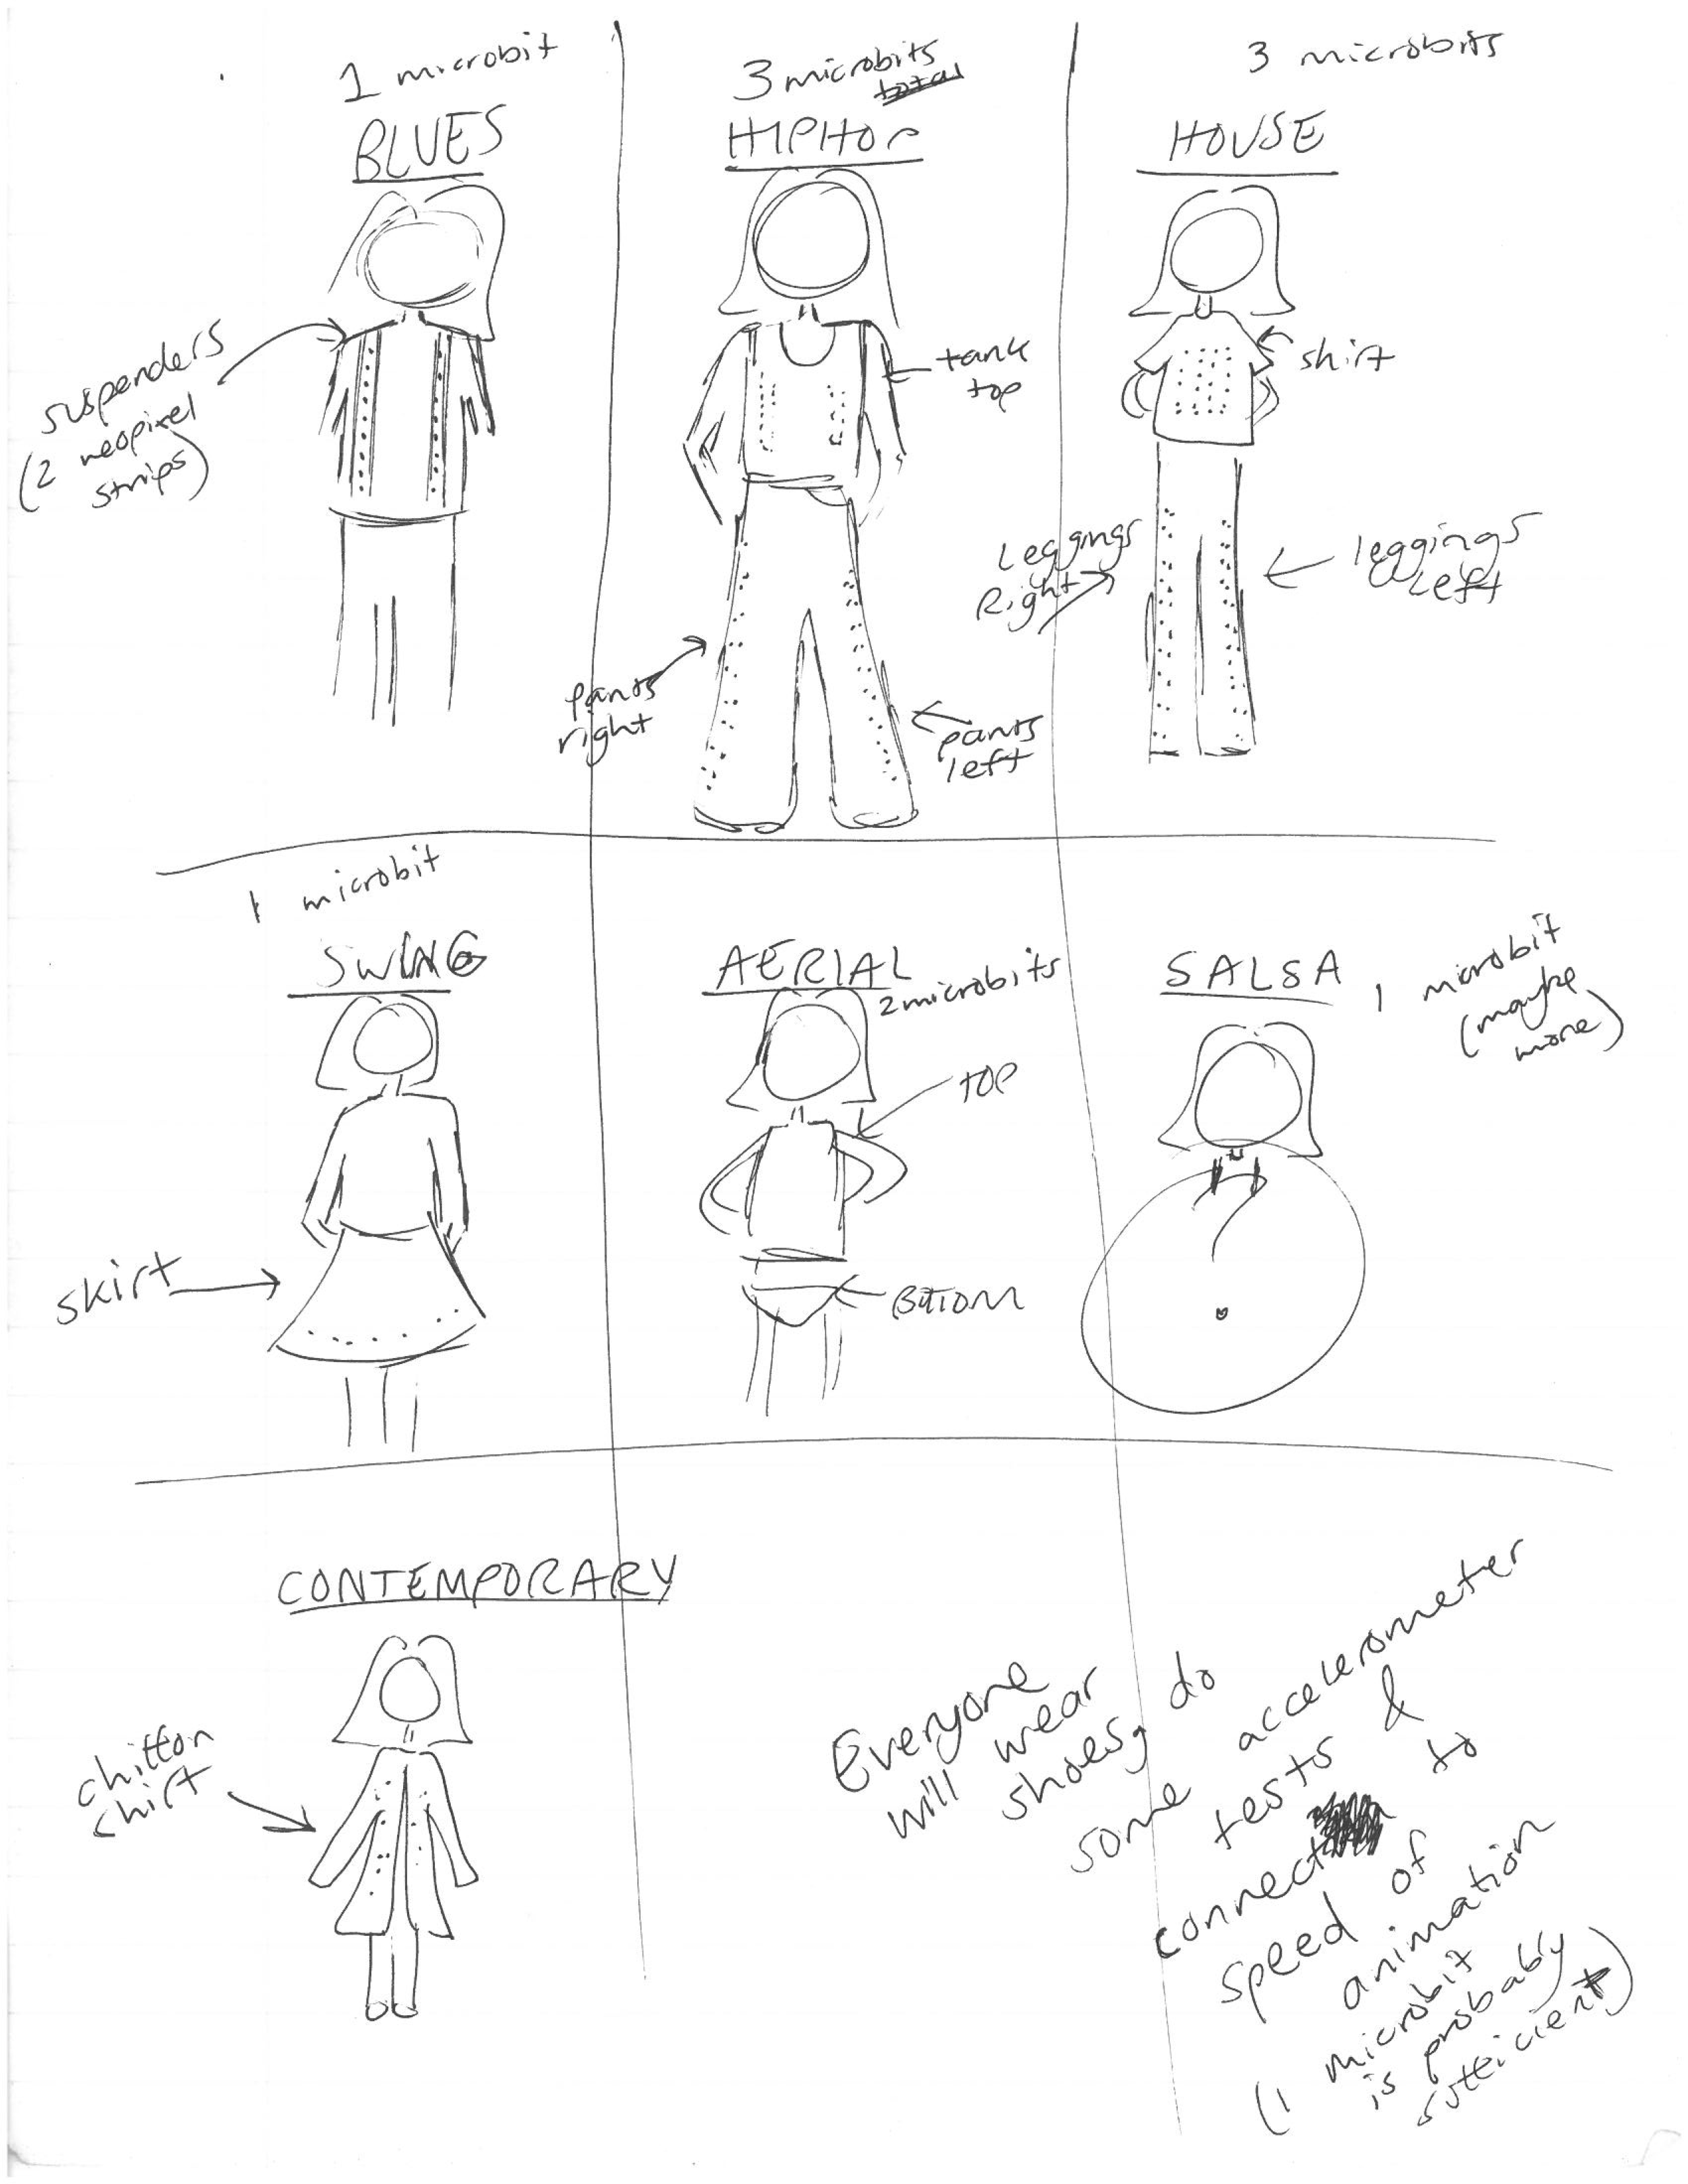 1 microbit
BLUES
suspenders
(2 neopixel
strips)
3 microbits
total
HIPHOP
tank
top
pants
right
pants
left
3 microbits
HOUSE
shirt
Leggings
Right
leggings
Left
1 microbit
SWING
skirt
AERIAL
2 microbits
TOP
BOTTOM
SALSA
1 microbit
(maybe
more)
?
CONTEMPORARY
chitton
shirt
Everyone
will wear
shoes; do
some accelerometer
tests &
connect to
speed of
animation
(1 microbit
is probably
sufficient)